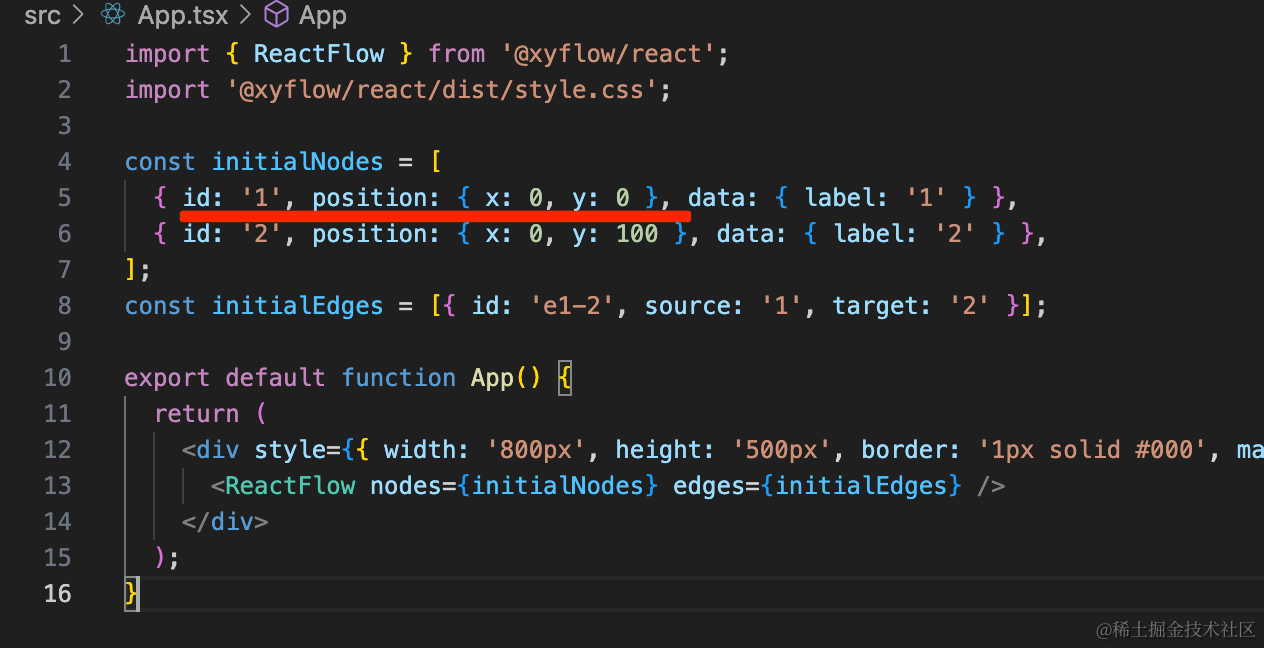 src > App.tsx > App
1 import { ReactFlow } from '@xyflow/react';
2 import '@xyflow/react/dist/style.css';
3
4 const initialNodes = [
5   { id: '1', position: { x: 0, y: 0 }, data: { label: '1' } },
6   { id: '2', position: { x: 0, y: 100 }, data: { label: '2' } },
7 ];
8 const initialEdges = [{ id: 'e1-2', source: '1', target: '2' }];
9
10 export default function App() {
11   return (
12     <div style={{ width: '800px', height: '500px', border: '1px solid #000', ma
13       <ReactFlow nodes={initialNodes} edges={initialEdges} />
14     </div>
15   );
16 }
@稀土掘金技术社区